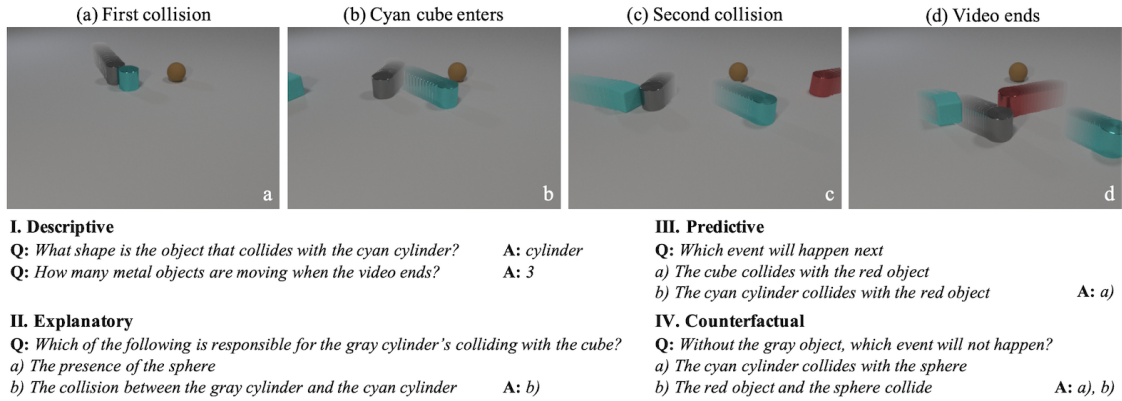 (a) First collision
(b) Cyan cube enters
(c) Second collision
(d) Video ends
a
b
c
d
I. Descriptive
Q: What shape is the object that collides with the cyan cylinder? A: cylinder
Q: How many metal objects are moving when the video ends? A: 3
II. Explanatory
Q: Which of the following is responsible for the gray cylinder's colliding with the cube?
a) The presence of the sphere
b) The collision between the gray cylinder and the cyan cylinder A: b)
III. Predictive
Q: Which event will happen next
a) The cube collides with the red object
b) The cyan cylinder collides with the red object A: a)
IV. Counterfactual
Q: Without the gray object, which event will not happen?
a) The cyan cylinder collides with the sphere
b) The red object and the sphere collide A: a), b)